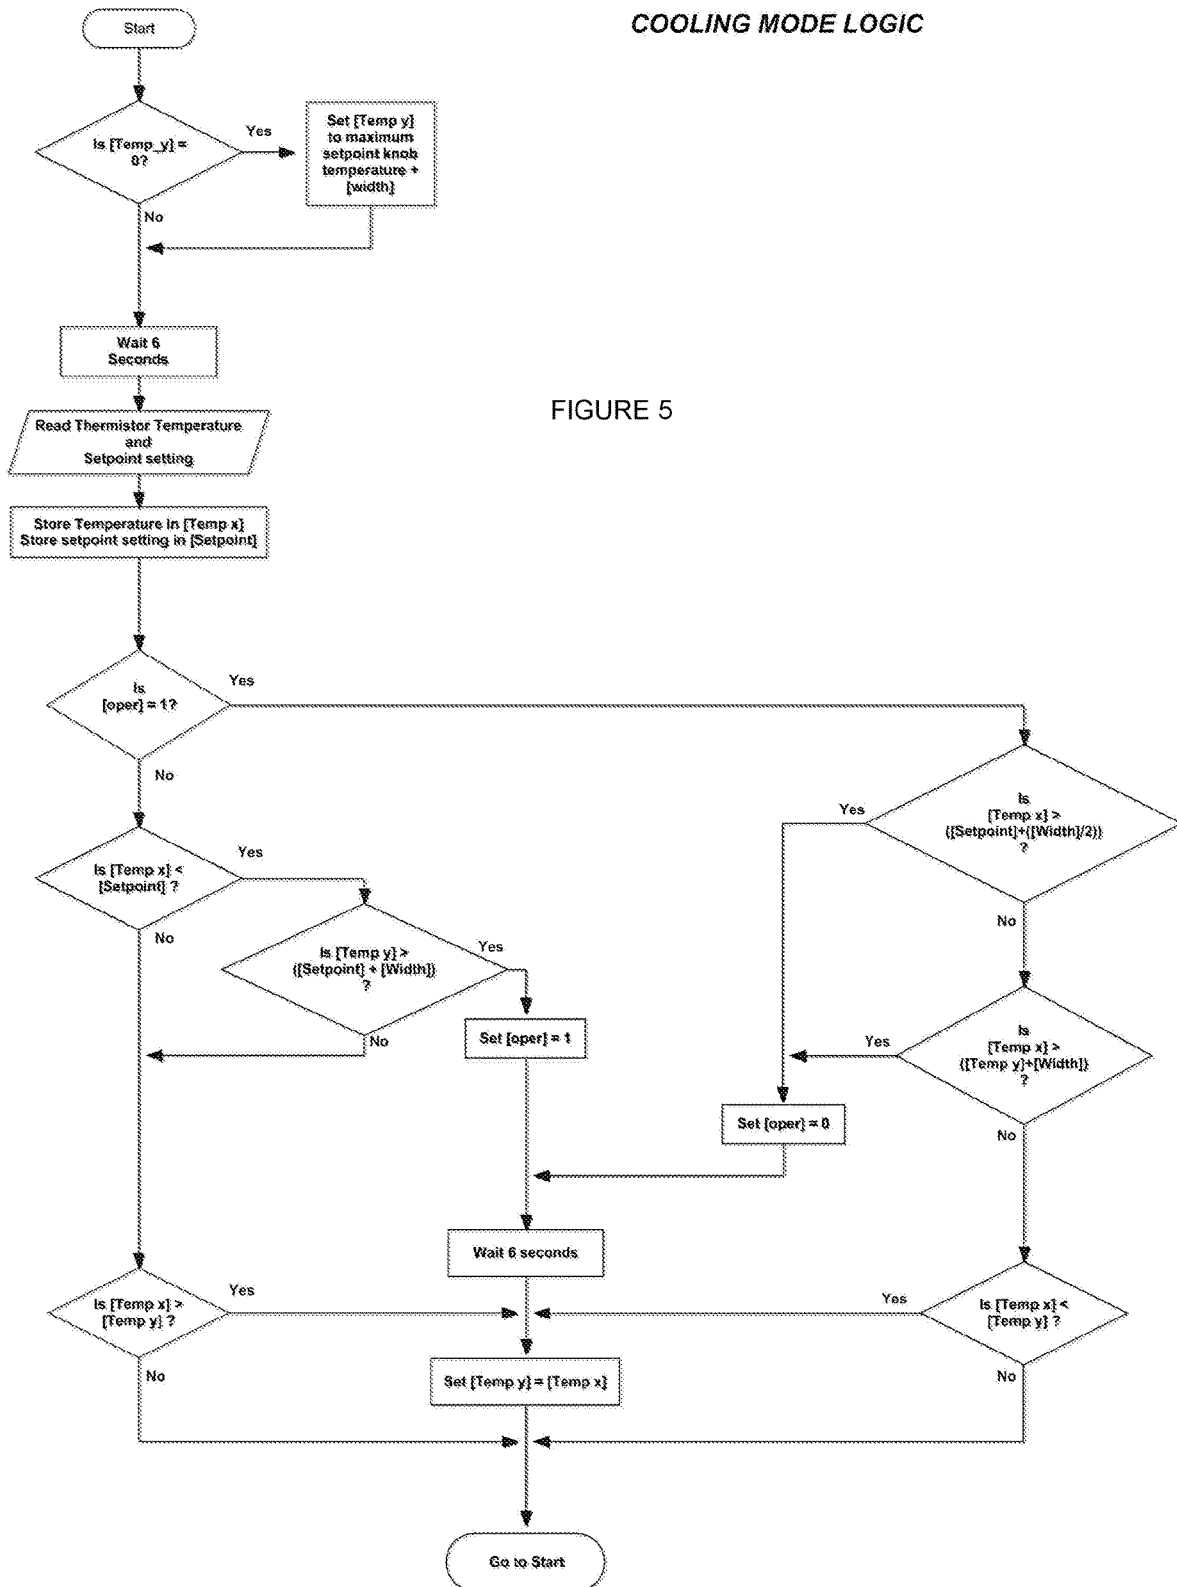 COOLING MODE LOGIC
Start
Is [Temp_y] =
0?
Yes
Set [Temp y]
to maximum
setpoint knob
temperature +
[width]
No
Wait 6
Seconds
FIGURE 5
Read Thermistor Temperature
and
Setpoint setting
Store Temperature in [Temp x]
Store setpoint setting in [Setpoint]
Is
[oper] = 1?
Yes
No
Is
[Temp x] >
([Setpoint]+([Width]/2))
?
Yes
No
Is [Temp x] <
[Setpoint] ?
Yes
No
Is [Temp y] >
([Setpoint] + [Width])
?
Yes
No
Set [oper] = 1
Is
[Temp x] >
([Temp y]+[Width])
?
Yes
No
Set [oper] = 0
Wait 6 seconds
Is [Temp x] >
[Temp y] ?
Yes
No
Is [Temp x] <
[Temp y] ?
Yes
No
Set [Temp y] = [Temp x]
Go to Start